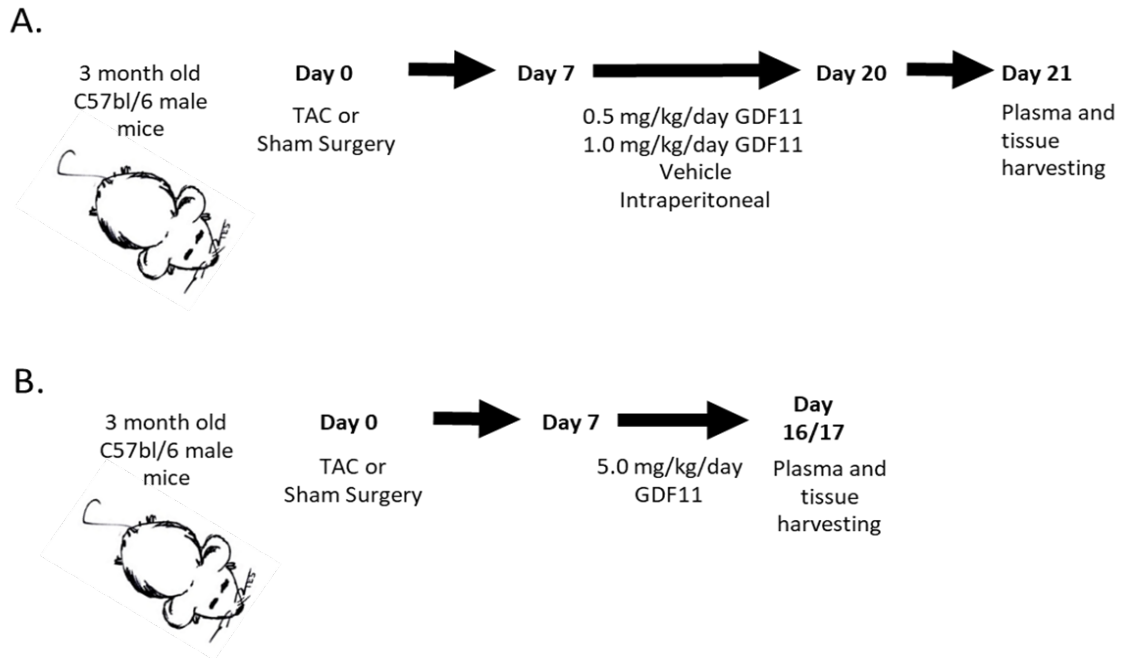 A.
3 month old
C57bl/6 male
mice
Day 0
TAC or
Sham Surgery
Day 7
0.5 mg/kg/day GDF11
1.0 mg/kg/day GDF11
Vehicle
Intraperitoneal
Day 20
Day 21
Plasma and
tissue
harvesting
TES
B.
3 month old
C57bl/6 male
mice
Day 0
TAC or
Sham Surgery
Day 7
5.0 mg/kg/day
GDF11
Day
16/17
Plasma and
tissue
harvesting
TES